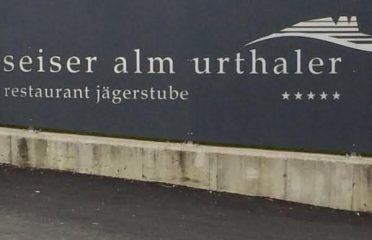 seiser alm urthaler
restaurant jägerstube
★★★★★